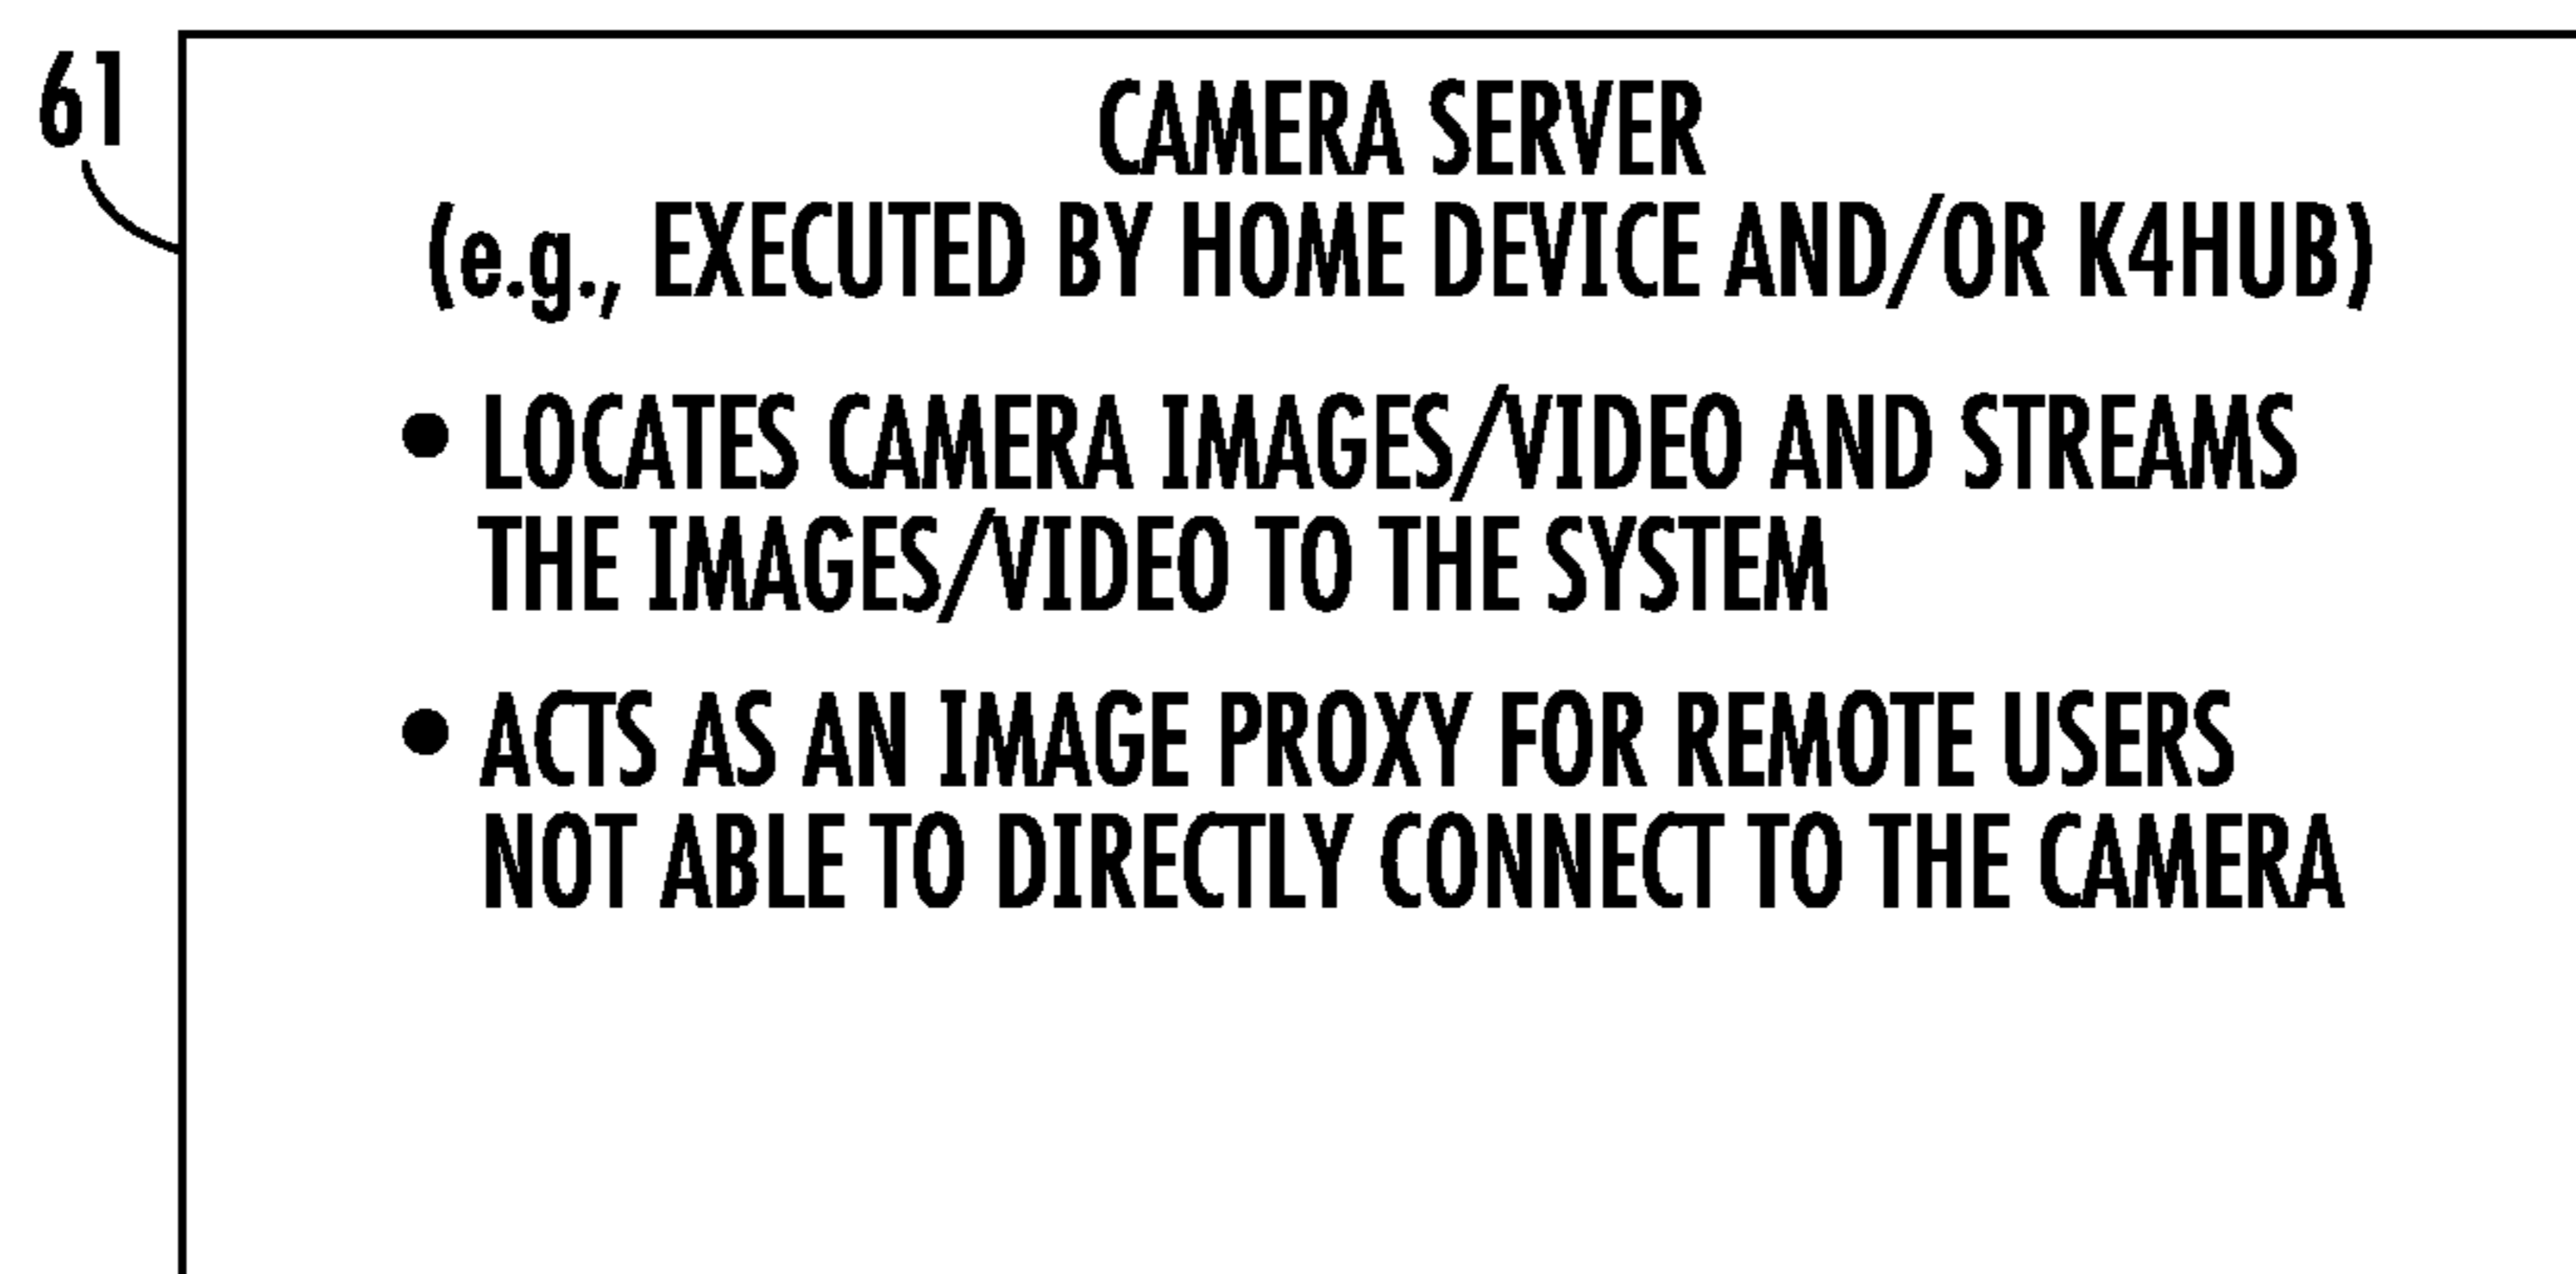 61
CAMERA SERVER
(e.g., EXECUTED BY HOME DEVICE AND/OR K4HUB)
• LOCATES CAMERA IMAGES/VIDEO AND STREAMS
THE IMAGES/VIDEO TO THE SYSTEM
• ACTS AS AN IMAGE PROXY FOR REMOTE USERS
NOT ABLE TO DIRECTLY CONNECT TO THE CAMERA